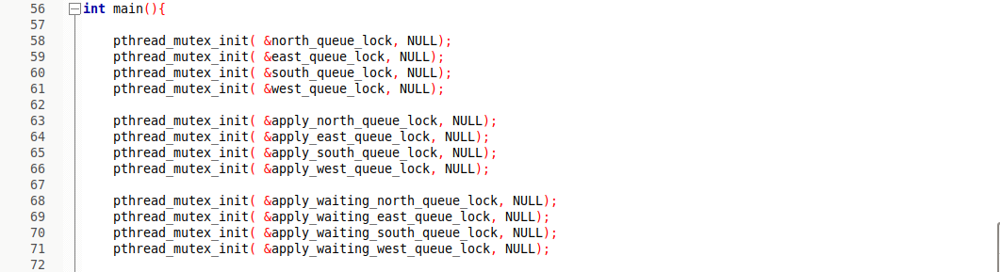 56 int main(){
57
58 pthread_mutex_init( &north_queue_lock, NULL);
59 pthread_mutex_init( &east_queue_lock, NULL);
60 pthread_mutex_init( &south_queue_lock, NULL);
61 pthread_mutex_init( &west_queue_lock, NULL);
62
63 pthread_mutex_init( &apply_north_queue_lock, NULL);
64 pthread_mutex_init( &apply_east_queue_lock, NULL);
65 pthread_mutex_init( &apply_south_queue_lock, NULL);
66 pthread_mutex_init( &apply_west_queue_lock, NULL);
67
68 pthread_mutex_init( &apply_waiting_north_queue_lock, NULL);
69 pthread_mutex_init( &apply_waiting_east_queue_lock, NULL);
70 pthread_mutex_init( &apply_waiting_south_queue_lock, NULL);
71 pthread_mutex_init( &apply_waiting_west_queue_lock, NULL);
72